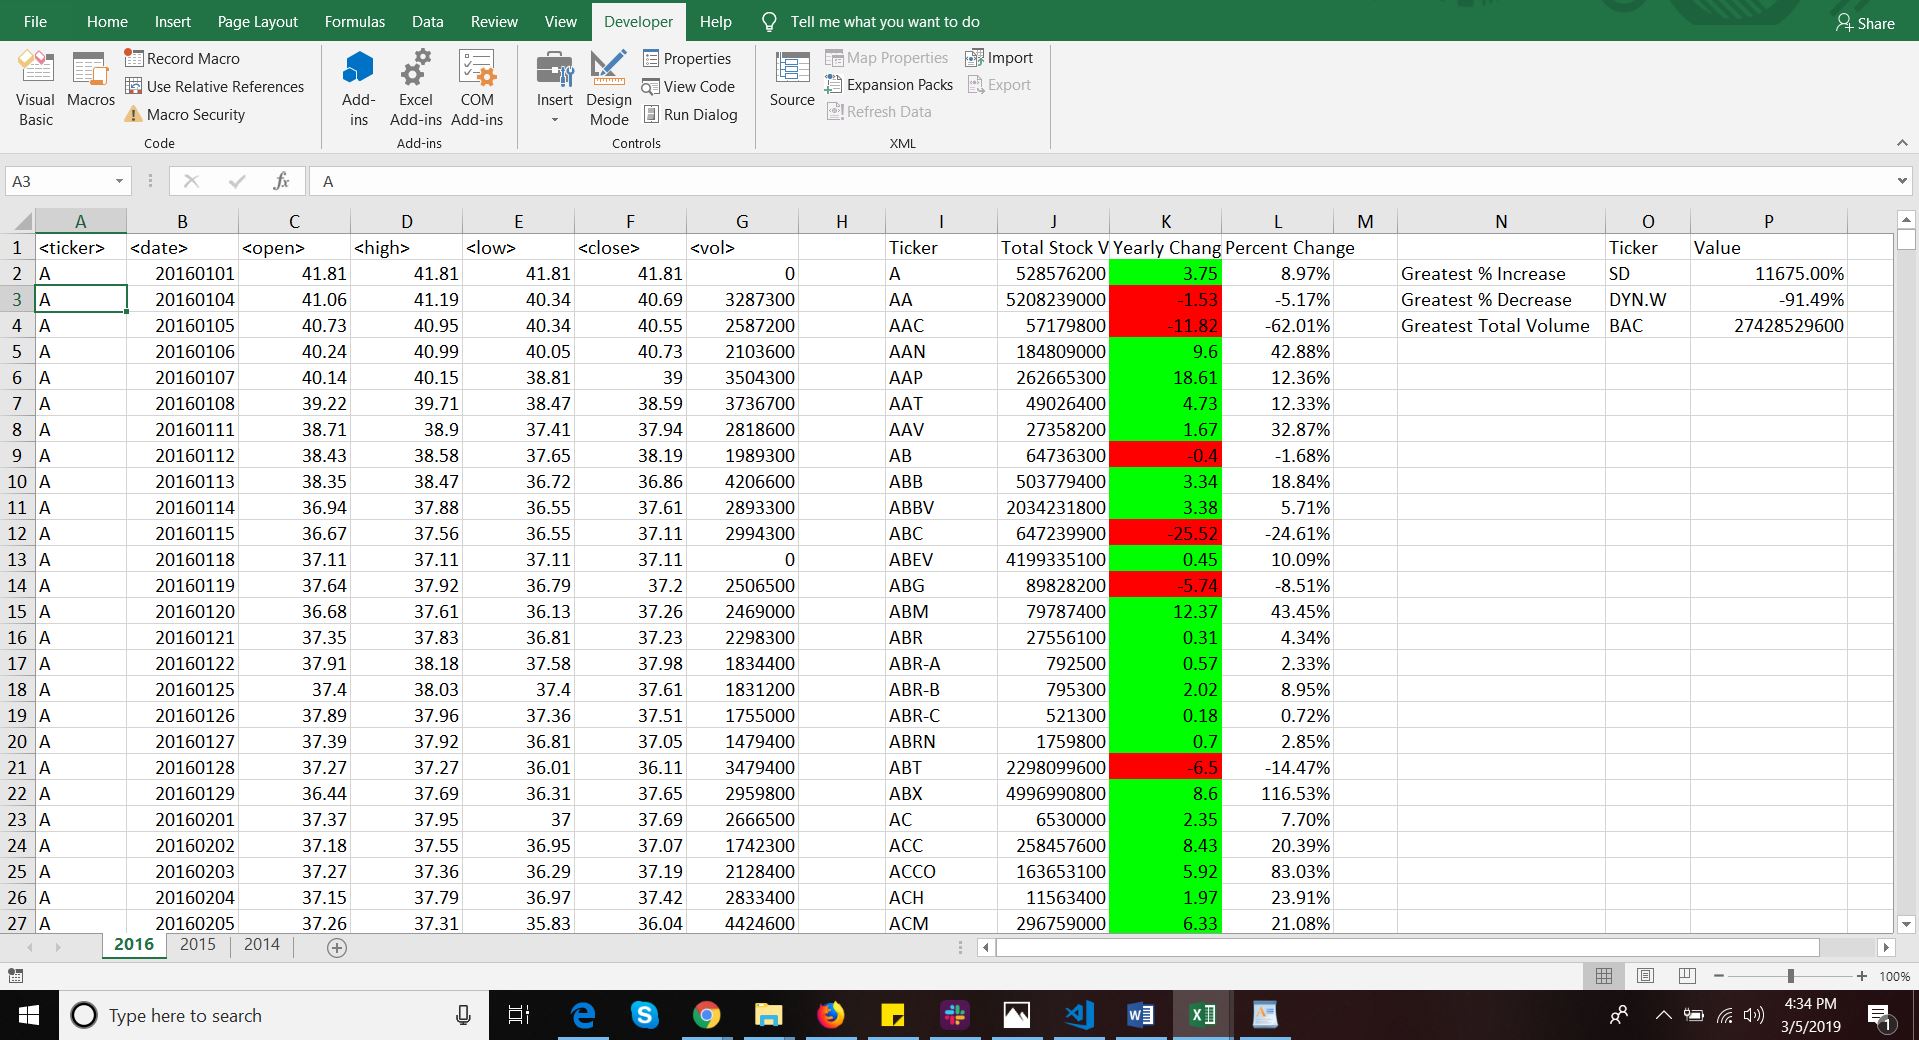 File Home Insert Page Layout Formulas Data Review View Developer Help Tell me what you want to do Share
Visual Basic
Macros
Record Macro
Use Relative References
Macro Security
Code
Add-ins
Excel Add-ins
COM Add-ins
Add-ins
Insert
Design Mode
Properties
View Code
Run Dialog
Controls
Source
Map Properties
Expansion Packs
Refresh Data
Import
Export
XML
A3 fx A
A B C D E F G H I J K L M N O P
1 <ticker> <date> <open> <high> <low> <close> <vol> Ticker Total Stock V Yearly Chang Percent Change Ticker Value
2 A 20160101 41.81 41.81 41.81 41.81 0 A 528576200 3.75 8.97% Greatest % Increase SD 11675.00%
3 A 20160104 41.06 41.19 40.34 40.69 3287300 AA 5208239000 -1.53 -5.17% Greatest % Decrease DYN.W -91.49%
4 A 20160105 40.73 40.95 40.34 40.55 2587200 AAC 57179800 -11.82 -62.01% Greatest Total Volume BAC 27428529600
5 A 20160106 40.24 40.99 40.05 40.73 2103600 AAN 184809000 9.6 42.88%
6 A 20160107 40.14 40.15 38.81 39 3504300 AAP 262665300 18.61 12.36%
7 A 20160108 39.22 39.71 38.47 38.59 3736700 AAT 49026400 4.73 12.33%
8 A 20160111 38.71 38.9 37.41 37.94 2818600 AAV 27358200 1.67 32.87%
9 A 20160112 38.43 38.58 37.65 38.19 1989300 AB 64736300 -0.4 -1.68%
10 A 20160113 38.35 38.47 36.72 36.86 4206600 ABB 503779400 3.34 18.84%
11 A 20160114 36.94 37.88 36.55 37.61 2893300 ABBV 2034231800 3.38 5.71%
12 A 20160115 36.67 37.56 36.55 37.11 2994300 ABC 647239900 -25.52 -24.61%
13 A 20160118 37.11 37.11 37.11 37.11 0 ABEV 4199335100 0.45 10.09%
14 A 20160119 37.64 37.92 36.79 37.2 2506500 ABG 89828200 -5.74 -8.51%
15 A 20160120 36.68 37.61 36.13 37.26 2469000 ABM 79787400 12.37 43.45%
16 A 20160121 37.35 37.83 36.81 37.23 2298300 ABR 27556100 0.31 4.34%
17 A 20160122 37.91 38.18 37.58 37.98 1834400 ABR-A 792500 0.57 2.33%
18 A 20160125 37.4 38.03 37.4 37.61 1831200 ABR-B 795300 2.02 8.95%
19 A 20160126 37.89 37.96 37.36 37.51 1755000 ABR-C 521300 0.18 0.72%
20 A 20160127 37.39 37.92 36.81 37.05 1479400 ABRN 1759800 0.7 2.85%
21 A 20160128 37.27 37.27 36.01 36.11 3479400 ABT 2298099600 -6.5 -14.47%
22 A 20160129 36.44 37.69 36.31 37.65 2959800 ABX 4996990800 8.6 116.53%
23 A 20160201 37.37 37.95 37 37.69 2666500 AC 6530000 2.35 7.70%
24 A 20160202 37.18 37.55 36.95 37.07 1742300 ACC 258457600 8.43 20.39%
25 A 20160203 37.27 37.36 36.29 37.19 2128400 ACCO 163653100 5.92 83.03%
26 A 20160204 37.15 37.79 36.97 37.42 2833400 ACH 11563400 1.97 23.91%
27 A 20160205 37.26 37.31 35.83 36.04 4424600 ACM 296759000 6.33 21.08%
2016 2015 2014
100%
Type here to search
4:34 PM
3/5/2019
1